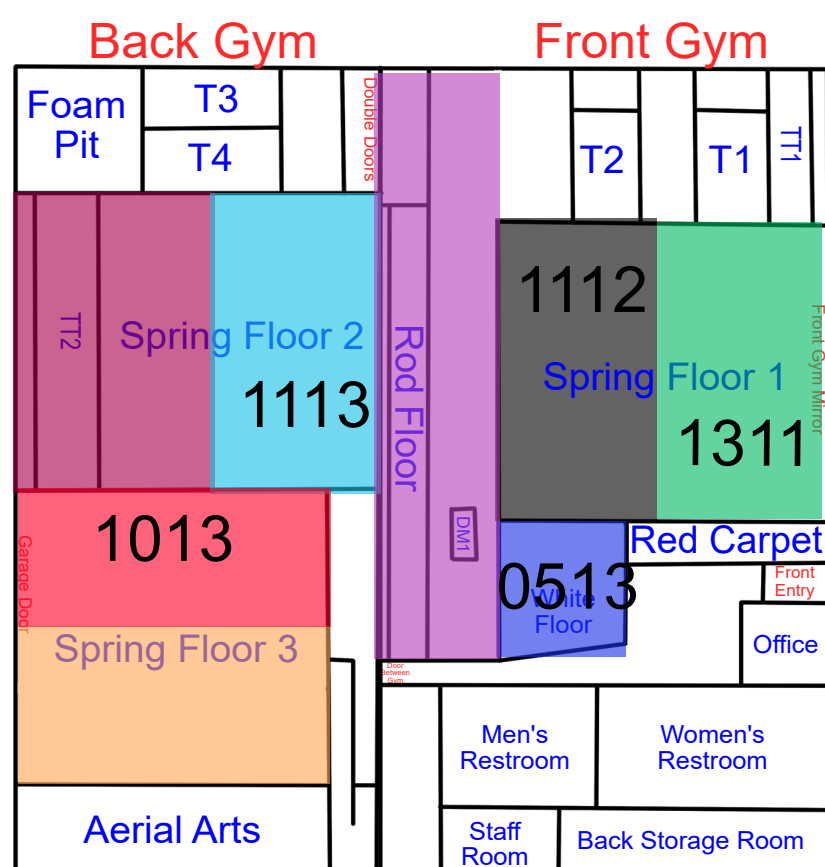 Back Gym
Front Gym
Foam
Pit
T3
T4
Double Doors
T2
T1
TT1
TT2
Spring Floor 2
1113
Rod Floor
DM1
1112
Spring Floor 1
1311
Front Gym Mirror
1013
Garage Door
Spring Floor 3
0513
White
Floor
Red Carpet
Front
Entry
Office
Door
Between
Gym
Men's
Restroom
Women's
Restroom
Aerial Arts
Staff
Room
Back Storage Room